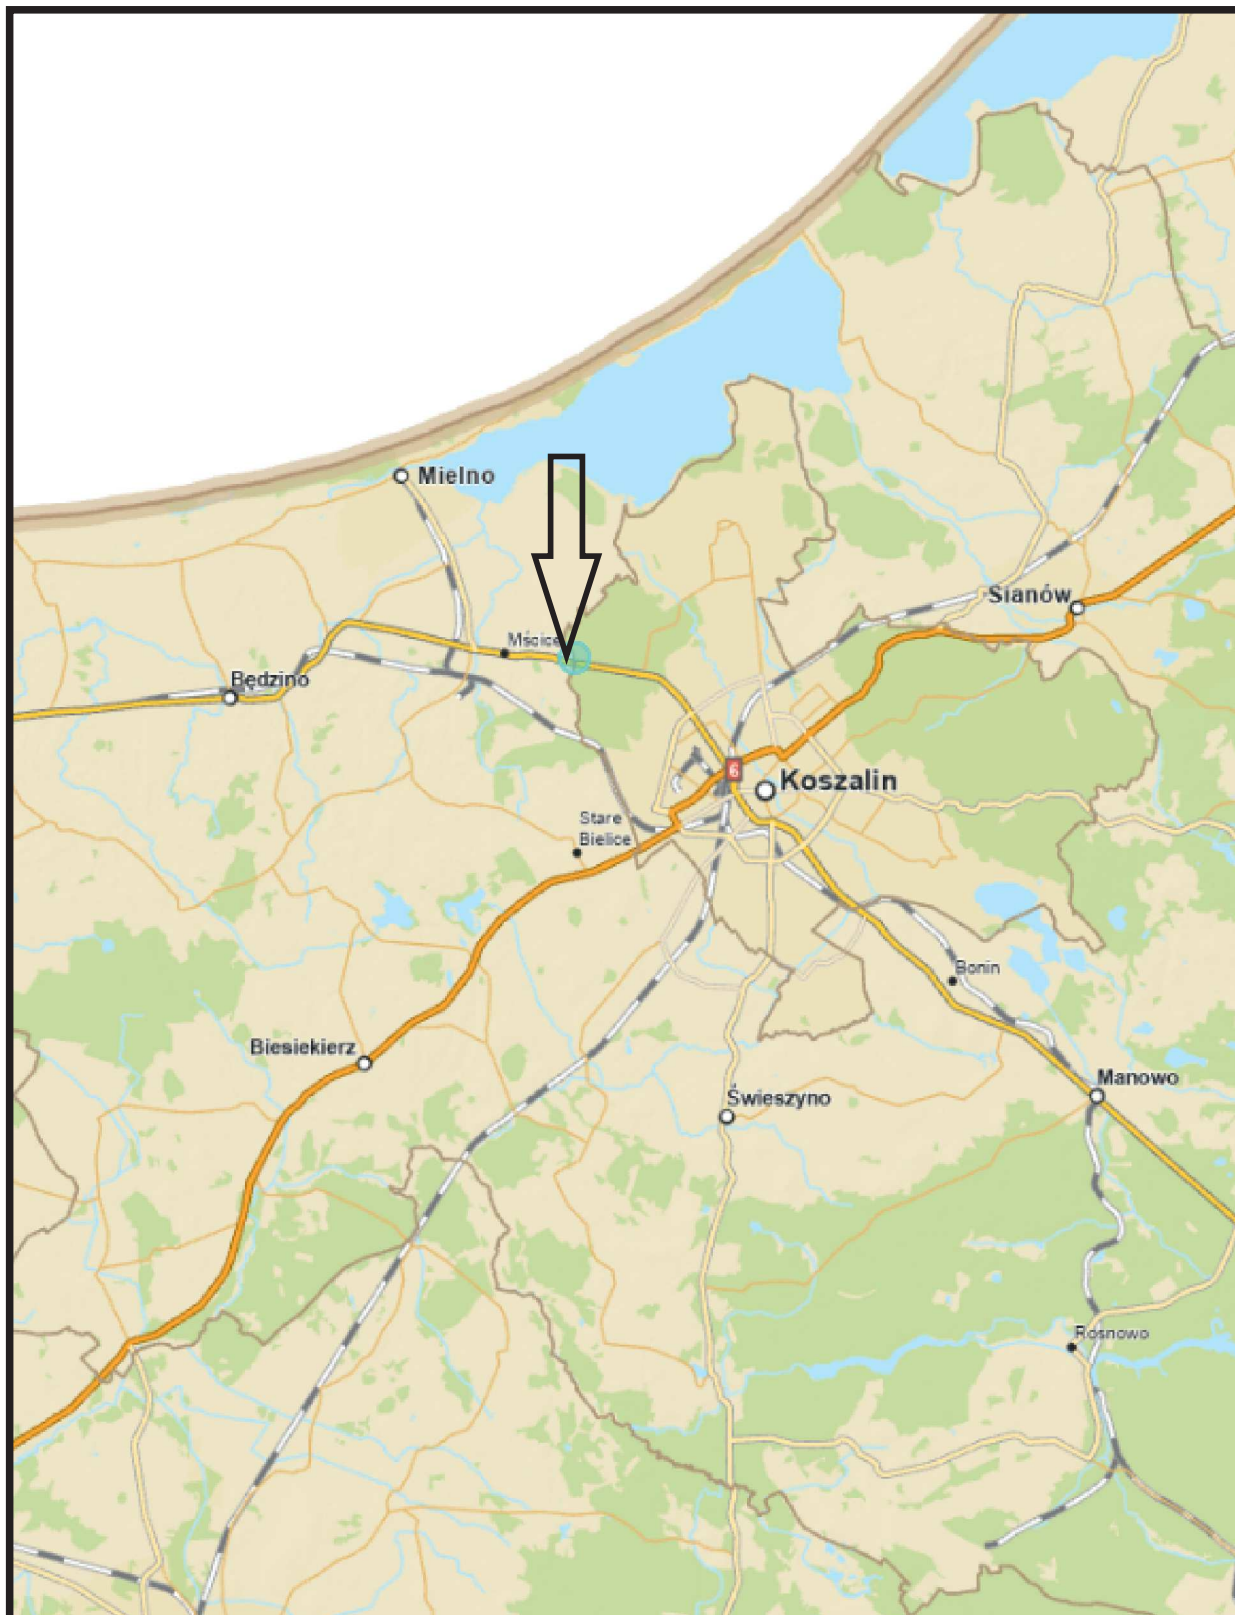 Mielno
Sianów
Mścice
Będzino
6
Koszalin
Stare
Bielice
Bonin
Biesiekierz
Manowo
Świeszyno
Rosnowo